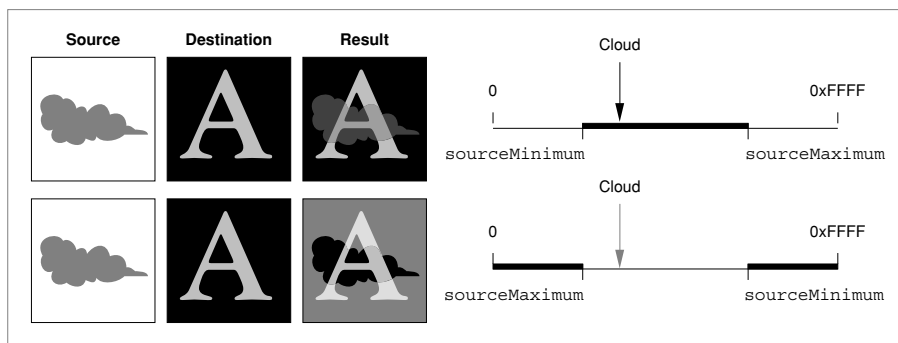 Source Destination Result
A A A
Cloud
0 0xFFFF
sourceMinimum sourceMaximum
A A A
Cloud
0 0xFFFF
sourceMaximum sourceMinimum